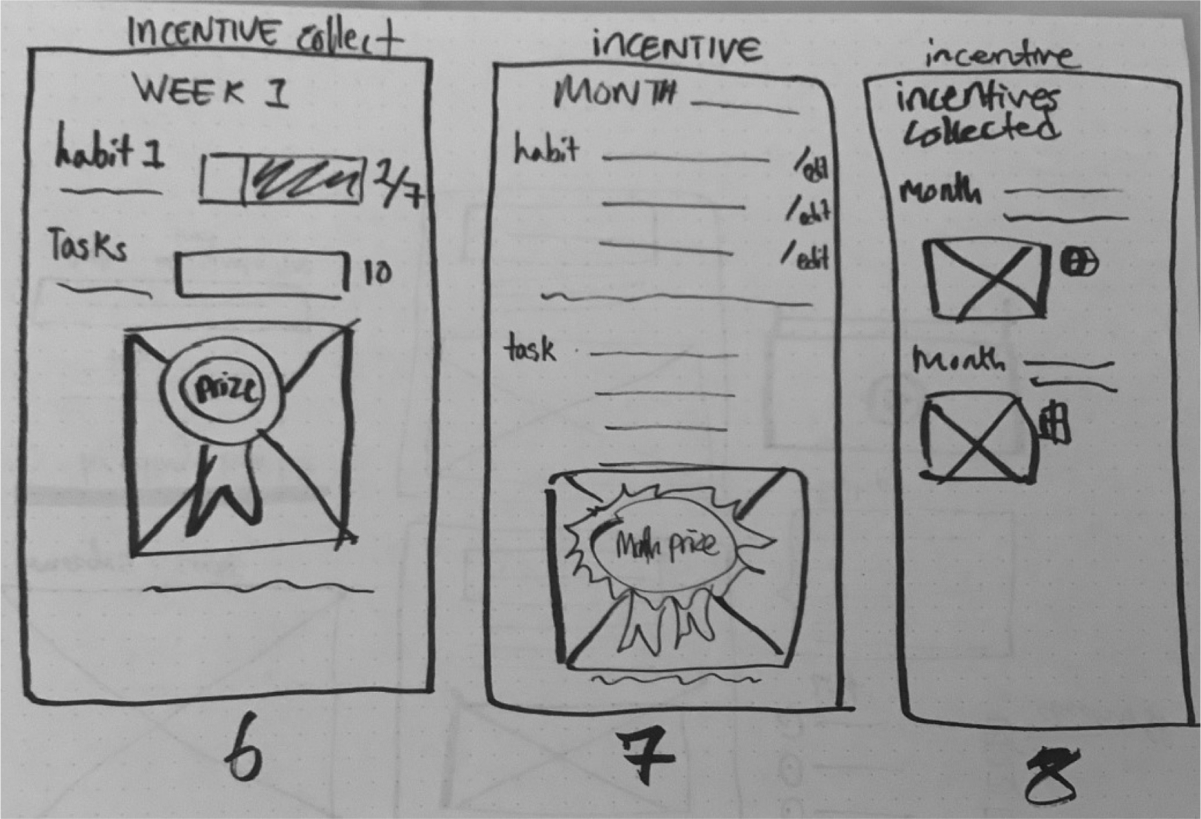 INCENTIVE collect
WEEK 1
habit 1
2/7
Tasks
10
Prize
6
INCENTIVE
MONTH
habit
/edit
/edit
/edit
task
Moth prize
7
incentive
incentives
collected
Month
Month
8